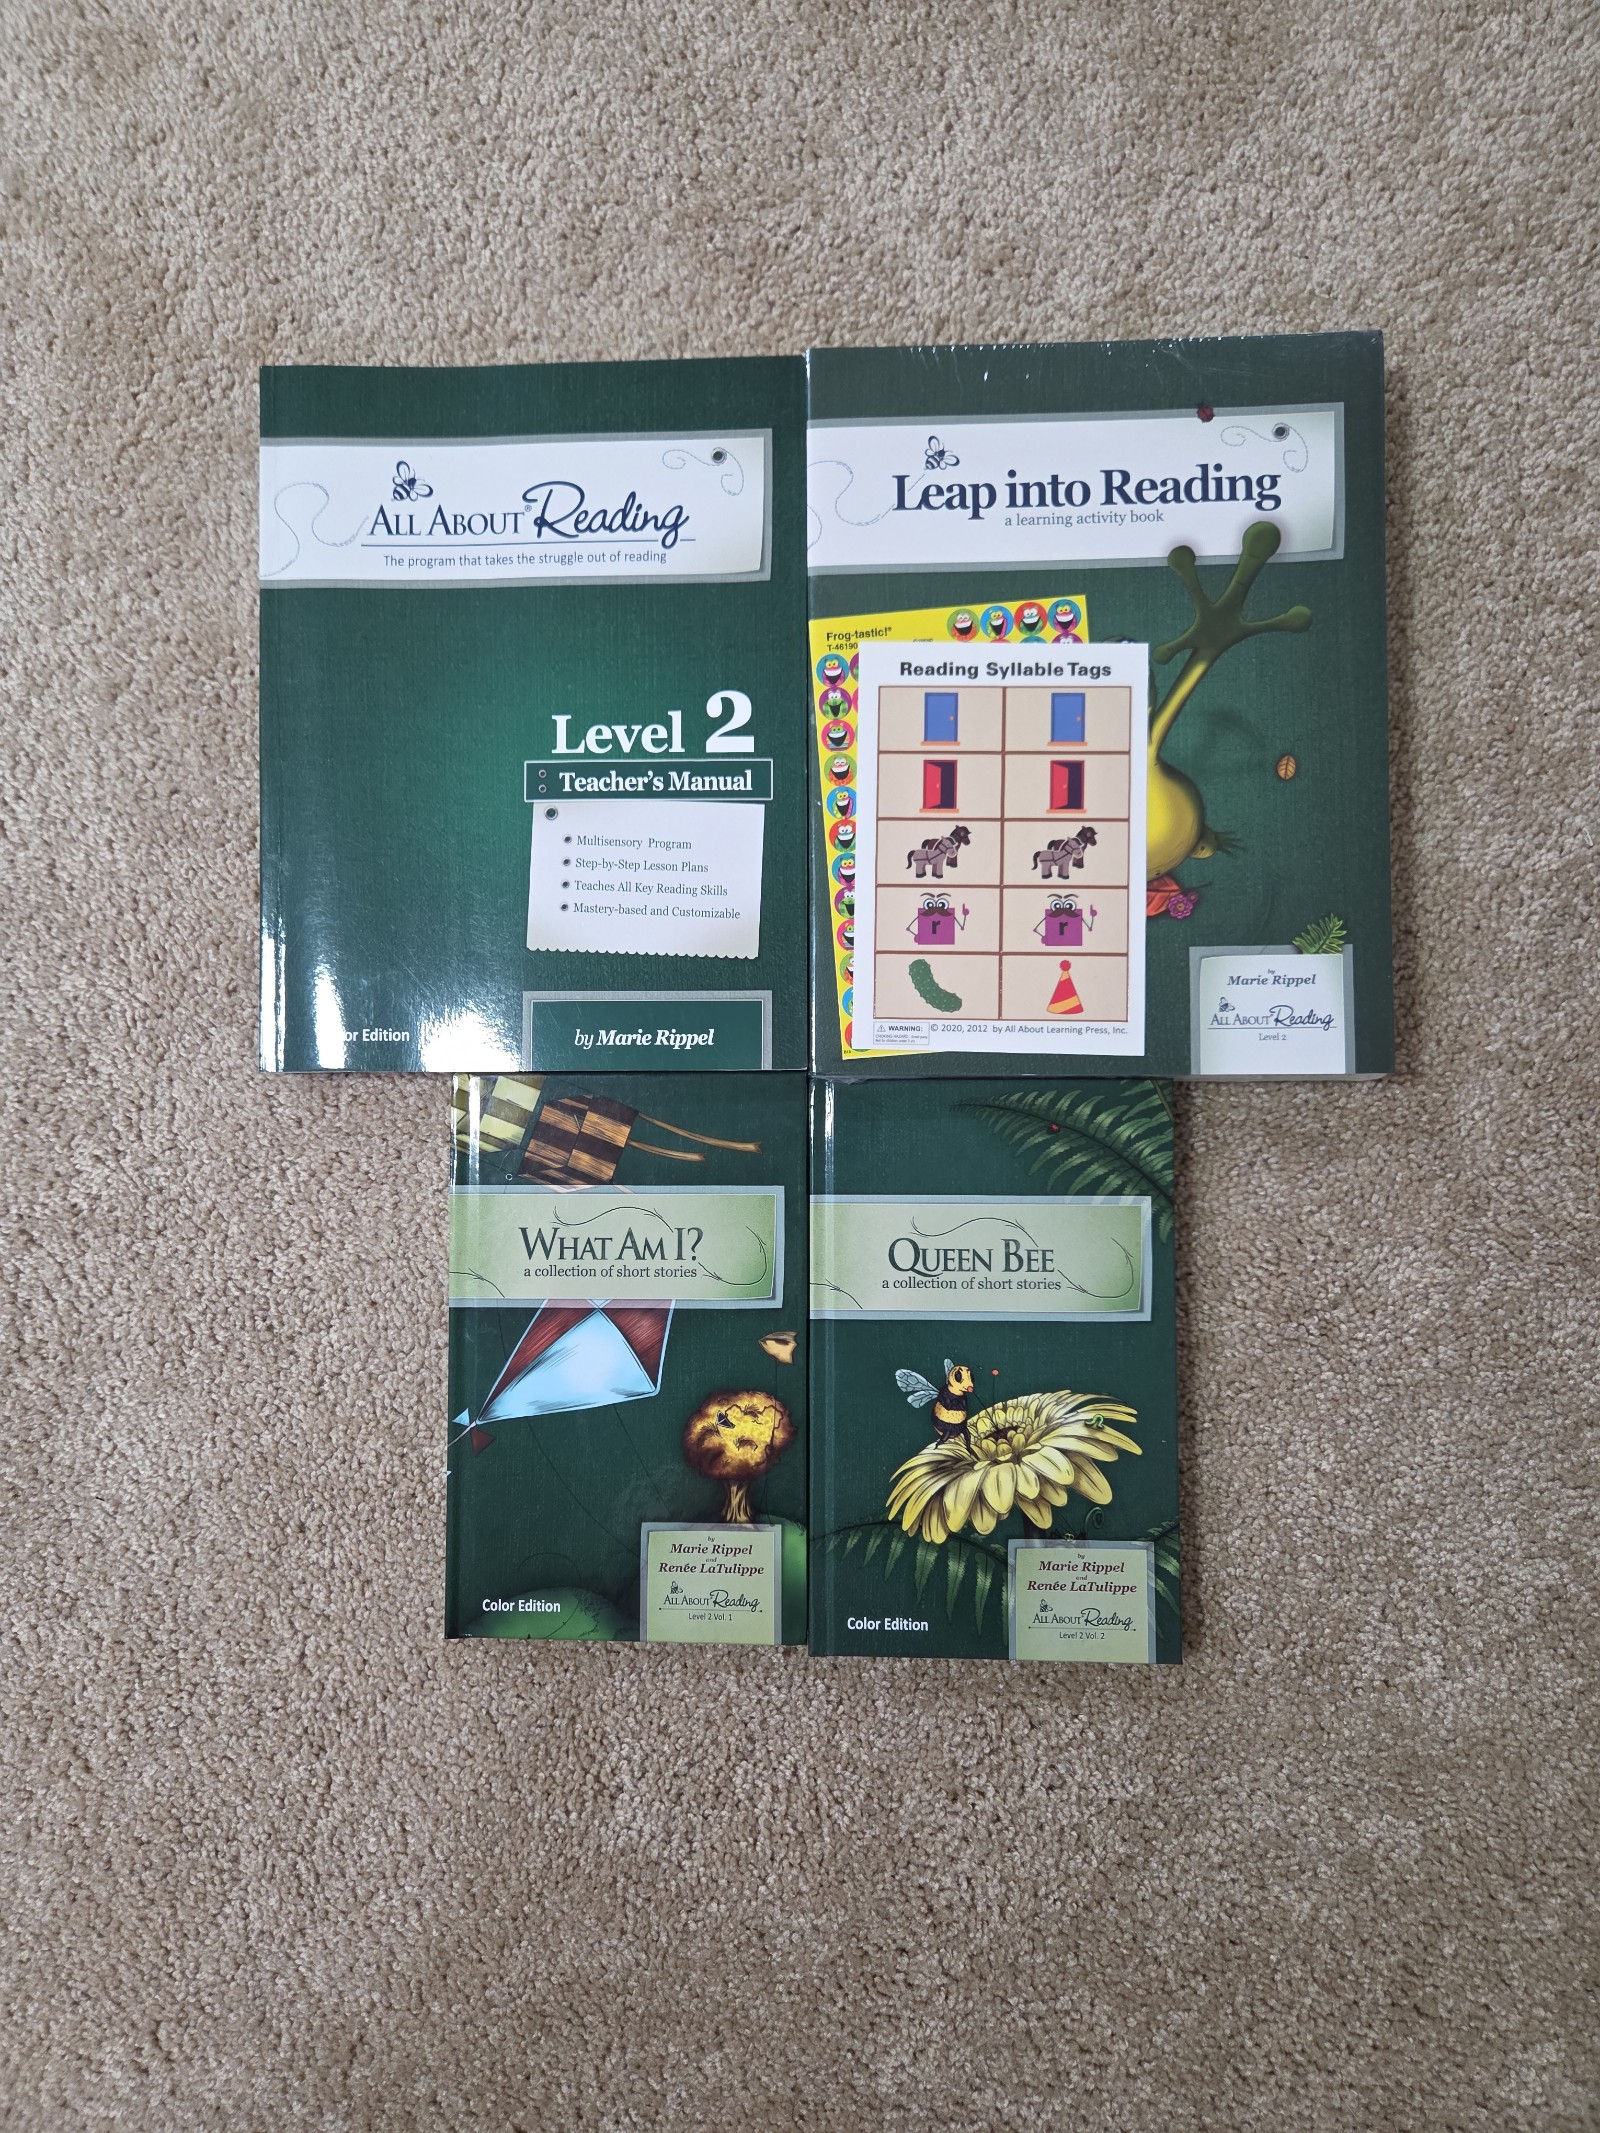 All About® Reading
The program that takes the struggle out of reading
Level 2
Teacher's Manual
Multisensory Program
Step-by-Step Lesson Plans
Teaches All Key Reading Skills
Mastery-based and Customizable
Edition
by Marie Rippel
Leap into Reading
a learning activity book
Frog-tastic!®
T-46190
Reading Syllable Tags
r
r
WARNING:
© 2020, 2012 by All About Learning Press, Inc.
by
Marie Rippel
All About Reading
Level 2
What Am I?
a collection of short stories
by
Marie Rippel
and
Renée LaTulippe
All About Reading
Level 2 Vol. 1
Color Edition
Queen Bee
a collection of short stories
by
Marie Rippel
and
Renée LaTulippe
All About Reading
Level 2 Vol. 2
Color Edition